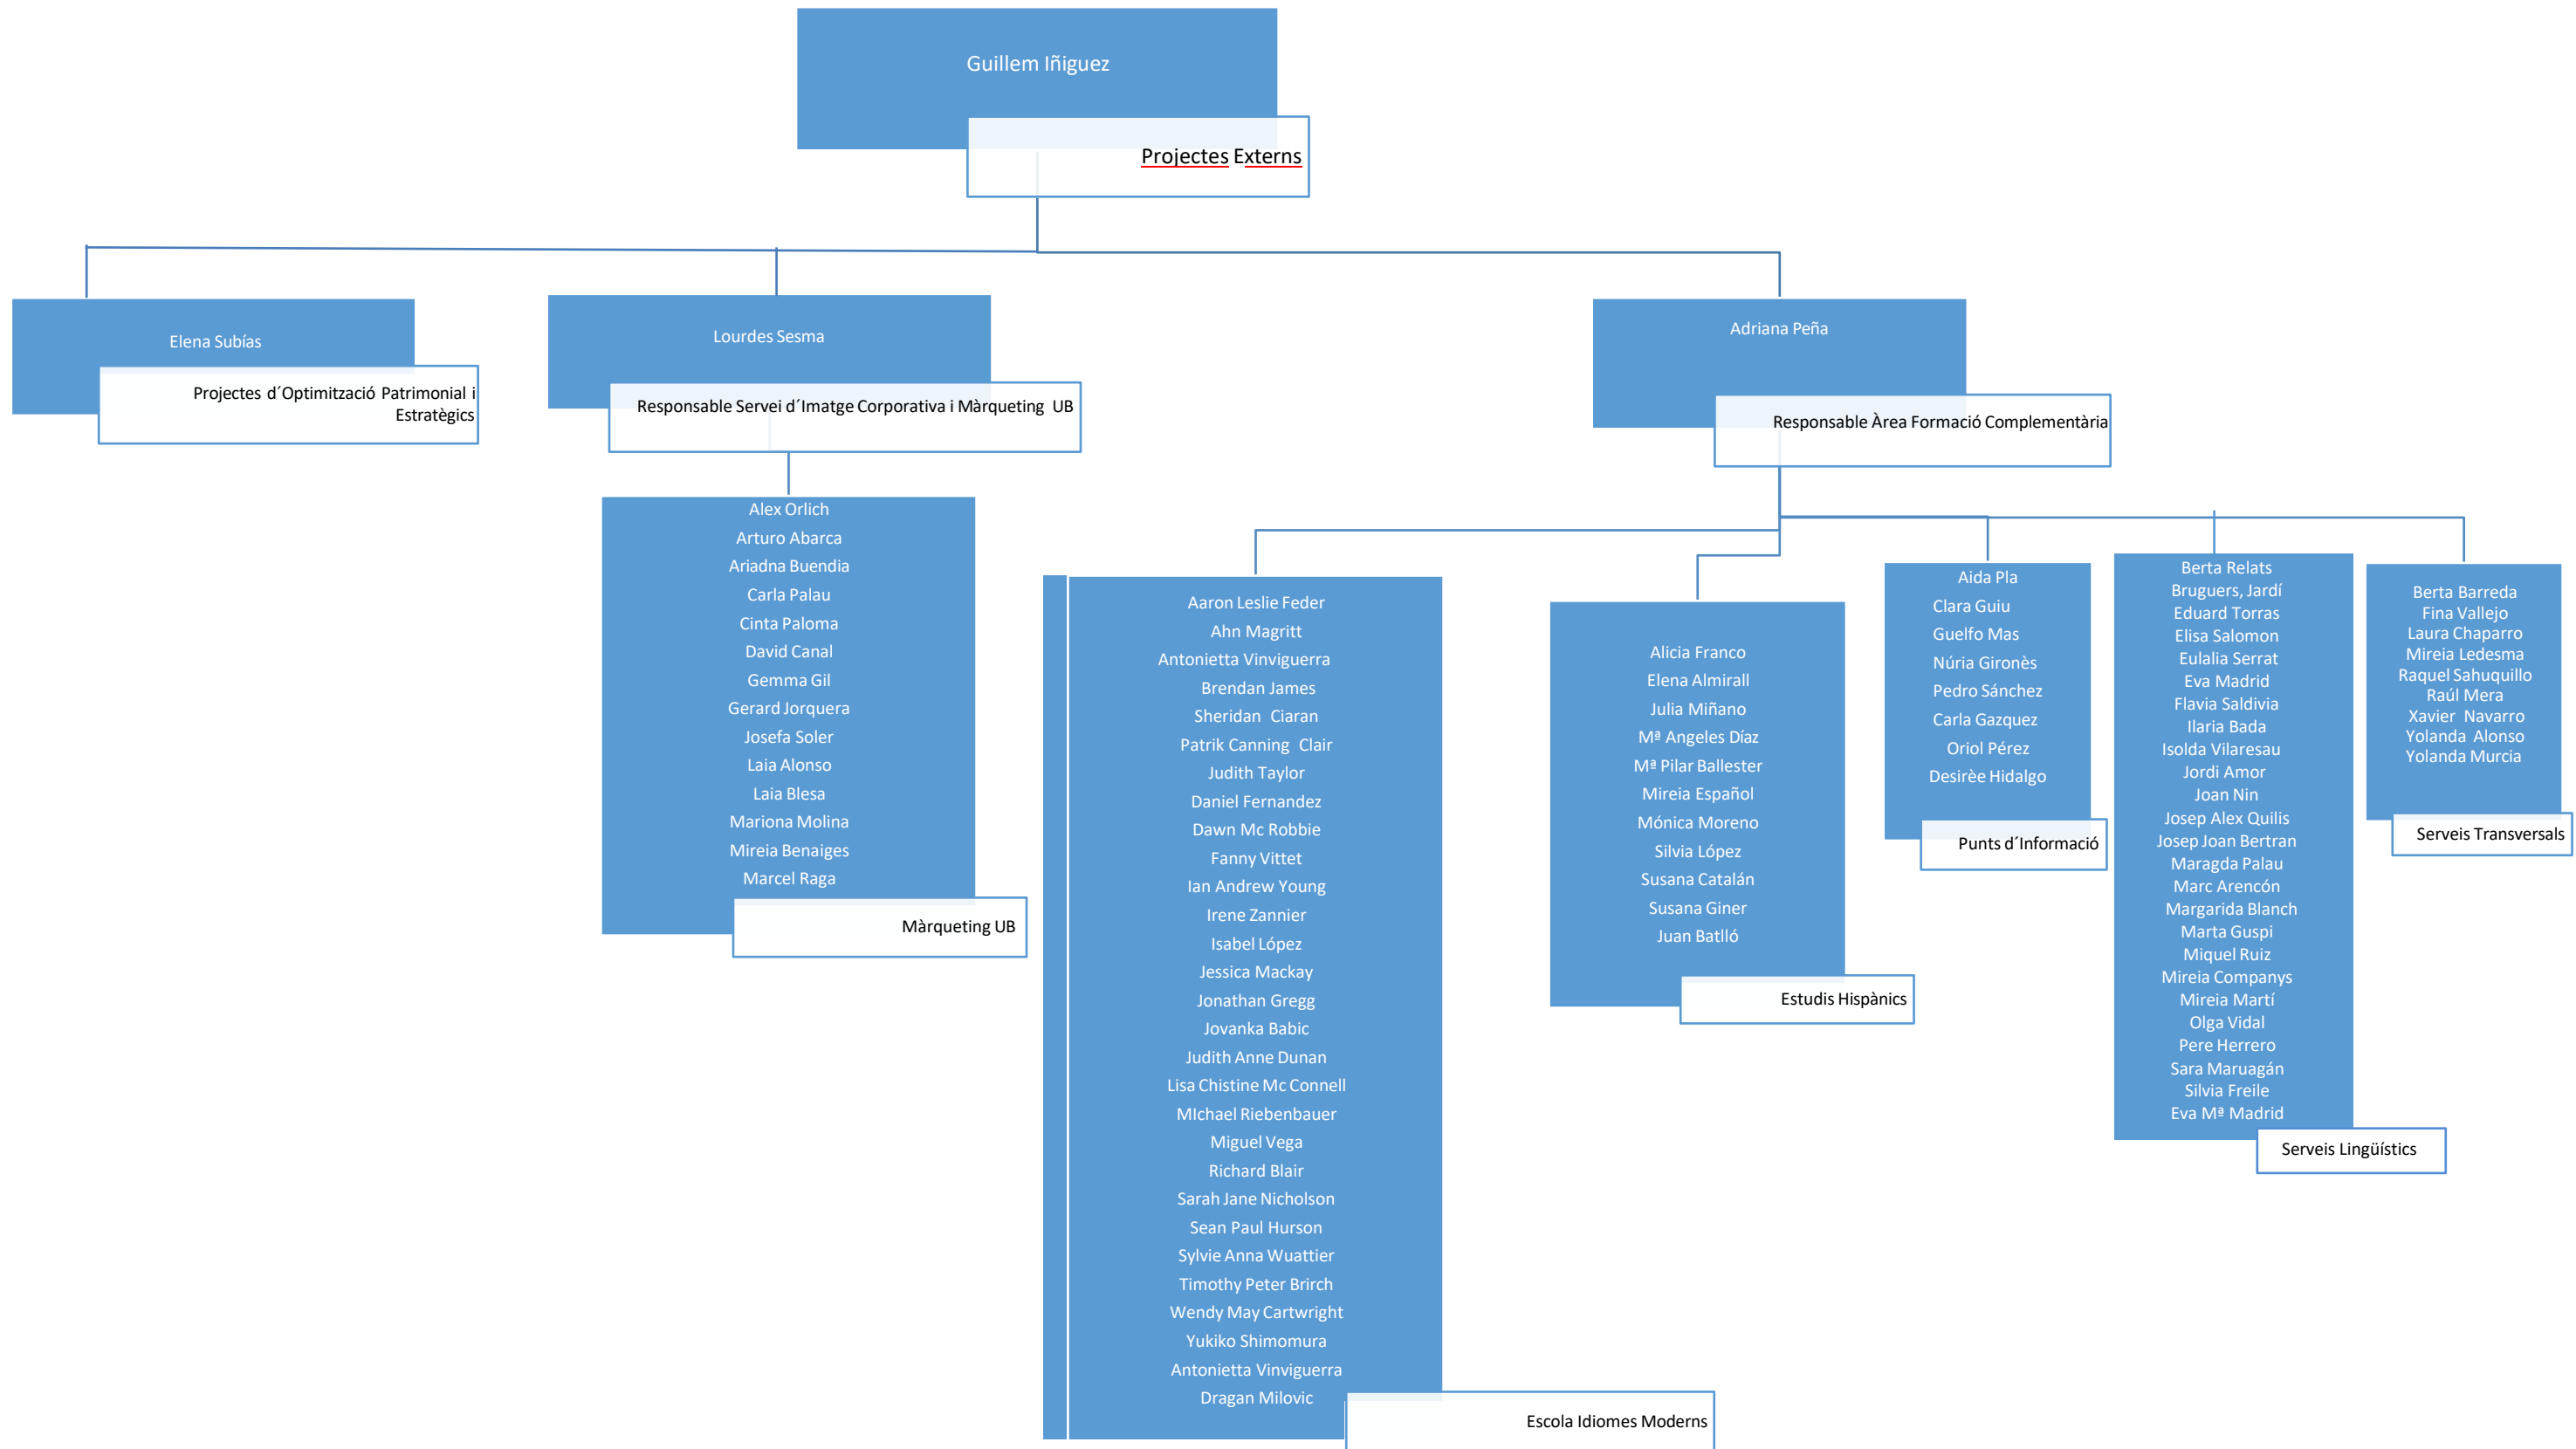 Guillem Iñiguez
Projectes Externs
Elena Subías
Projectes d´Optimització Patrimonial i
Estratègics
Lourdes Sesma
Responsable Servei d´Imatge Corporativa i Màrqueting UB
Adriana Peña
Responsable Àrea Formació Complementària
Alex Orlich
Arturo Abarca
Ariadna Buendia
Carla Palau
Cinta Paloma
David Canal
Gemma Gil
Gerard Jorquera
Josefa Soler
Laia Alonso
Laia Blesa
Mariona Molina
Mireia Benaiges
Marcel Raga
Màrqueting UB
Aaron Leslie Feder
Ahn Magritt
Antonietta Vinviguerra
Brendan James
Sheridan Ciaran
Patrik Canning Clair
Judith Taylor
Daniel Fernandez
Dawn Mc Robbie
Fanny Vittet
Ian Andrew Young
Irene Zannier
Isabel López
Jessica Mackay
Jonathan Gregg
Jovanka Babic
Judith Anne Dunan
Lisa Chistine Mc Connell
MIchael Riebenbauer
Miguel Vega
Richard Blair
Sarah Jane Nicholson
Sean Paul Hurson
Sylvie Anna Wuattier
Timothy Peter Brirch
Wendy May Cartwright
Yukiko Shimomura
Antonietta Vinviguerra
Dragan Milovic
Escola Idiomes Moderns
Alicia Franco
Elena Almirall
Julia Miñano
Mª Angeles Díaz
Mª Pilar Ballester
Mireia Español
Mónica Moreno
Silvia López
Susana Catalán
Susana Giner
Juan Batlló
Estudis Hispànics
Aida Pla
Clara Guiu
Guelfo Mas
Núria Gironès
Pedro Sánchez
Carla Gazquez
Oriol Pérez
Desirèe Hidalgo
Punts d´Informació
Berta Relats
Bruguers, Jardí
Eduard Torras
Elisa Salomon
Eulalia Serrat
Eva Madrid
Flavia Saldivia
Ilaria Bada
Isolda Vilaresau
Jordi Amor
Joan Nin
Josep Alex Quilis
Josep Joan Bertran
Maragda Palau
Marc Arencón
Margarida Blanch
Marta Guspi
Miquel Ruiz
Mireia Companys
Mireia Martí
Olga Vidal
Pere Herrero
Sara Maruagán
Silvia Freile
Eva Mª Madrid
Serveis Lingüístics
Berta Barreda
Fina Vallejo
Laura Chaparro
Mireia Ledesma
Raquel Sahuquillo
Raúl Mera
Xavier Navarro
Yolanda Alonso
Yolanda Murcia
Serveis Transversals